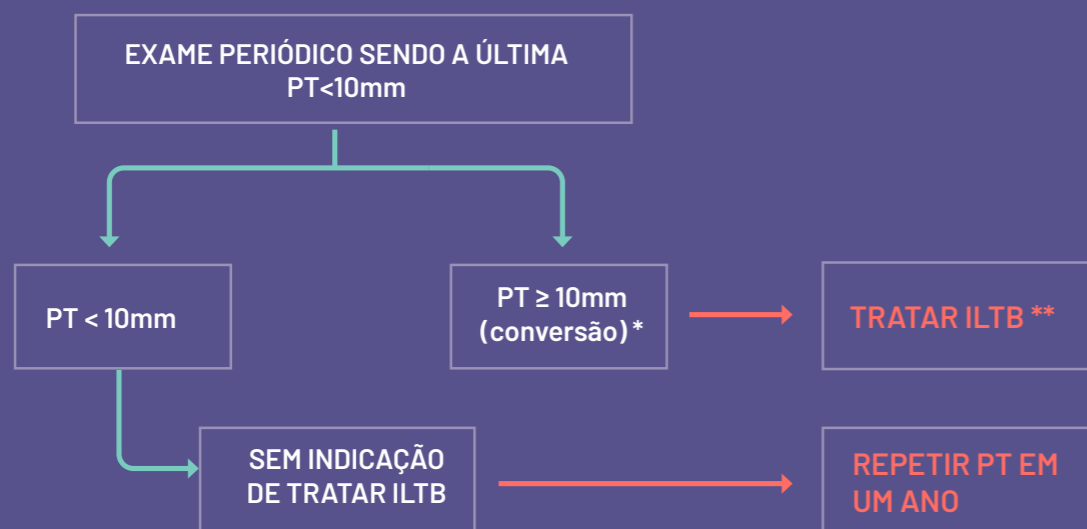 EXAME PERIÓDICO SENDO A ÚLTIMA
PT<10mm
PT < 10mm
PT ≥ 10mm
(conversão) *
TRATAR ILTB **
SEM INDICAÇÃO
DE TRATAR ILTB
REPETIR PT EM
UM ANO